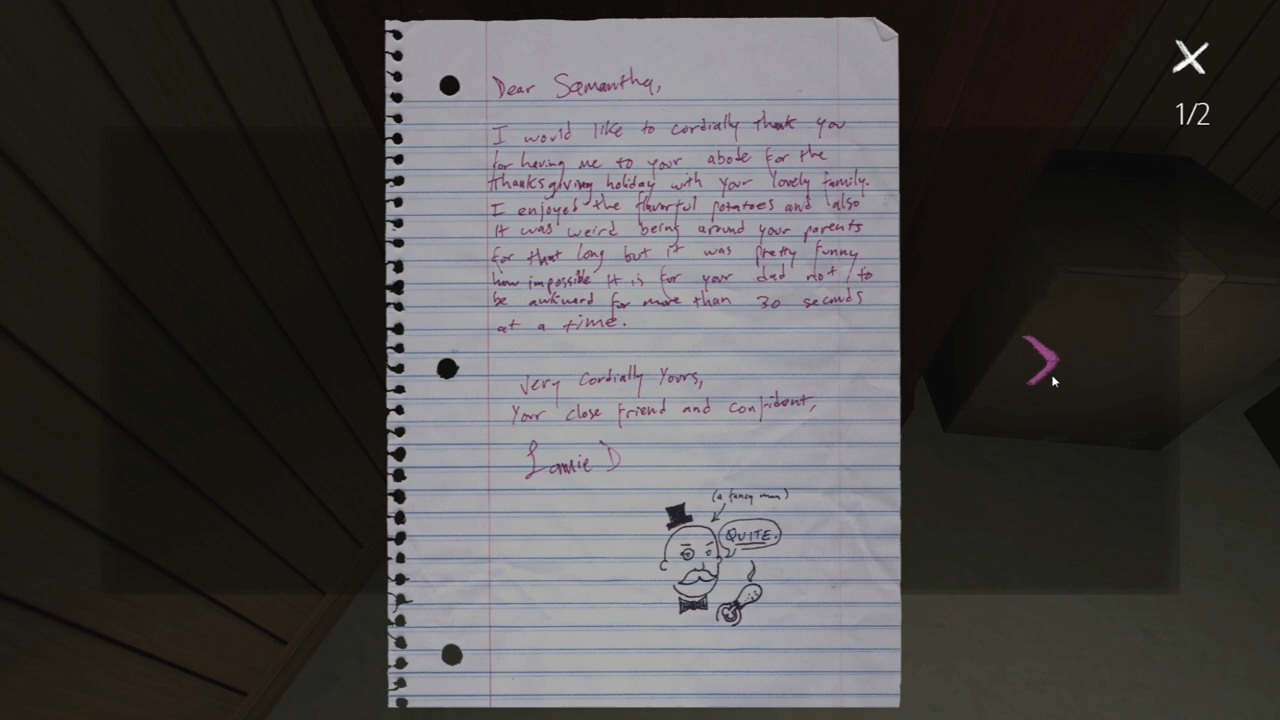 1/2
Dear Samantha,
I would like to cordially thank you
for having me to your abode for the
thanksgiving holiday with your lovely family.
I enjoyed the flavorful potatoes and also
It was weird being around your parents
for that long but it was pretty funny
how impossible it is for your dad not to
be awkward for more than 30 seconds
at a time.
Very Cordially Yours,
Your close friend and confident,
Lonnie D
(a fancy man)
QUITE.